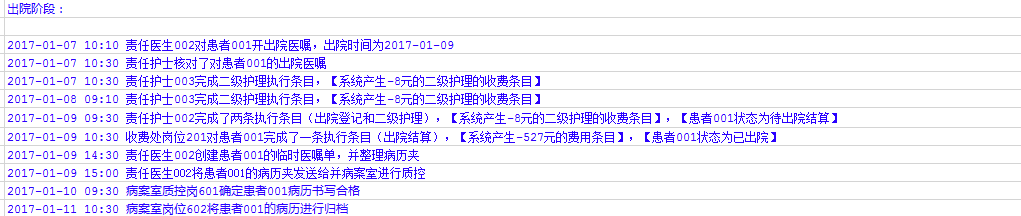 出院阶段：
2017-01-07 10:10 责任医生002对患者001开出院医嘱，出院时间为2017-01-09
2017-01-07 10:30 责任护士核对了对患者001的出院医嘱
2017-01-07 10:30 责任护士003完成二级护理执行条目，【系统产生-8元的二级护理的收费条目】
2017-01-08 09:10 责任护士003完成二级护理执行条目，【系统产生-8元的二级护理的收费条目】
2017-01-09 09:30 责任护士002完成了两条执行条目（出院登记和二级护理），【系统产生-8元的二级护理的收费条目】，【患者001状态为待出院结算】
2017-01-09 10:30 收费处岗位201对患者001完成了一条执行条目（出院结算），【系统产生-527元的费用条目】，【患者001状态为已出院】
2017-01-09 14:30 责任医生002创建患者001的临时医嘱单，并整理病历夹
2017-01-09 15:00 责任医生002将患者001的病历夹发送给并病案室进行质控
2017-01-10 09:30 病案室质控岗601确定患者001病历书写合格
2017-01-11 10:30 病案室岗位602将患者001的病历进行归档